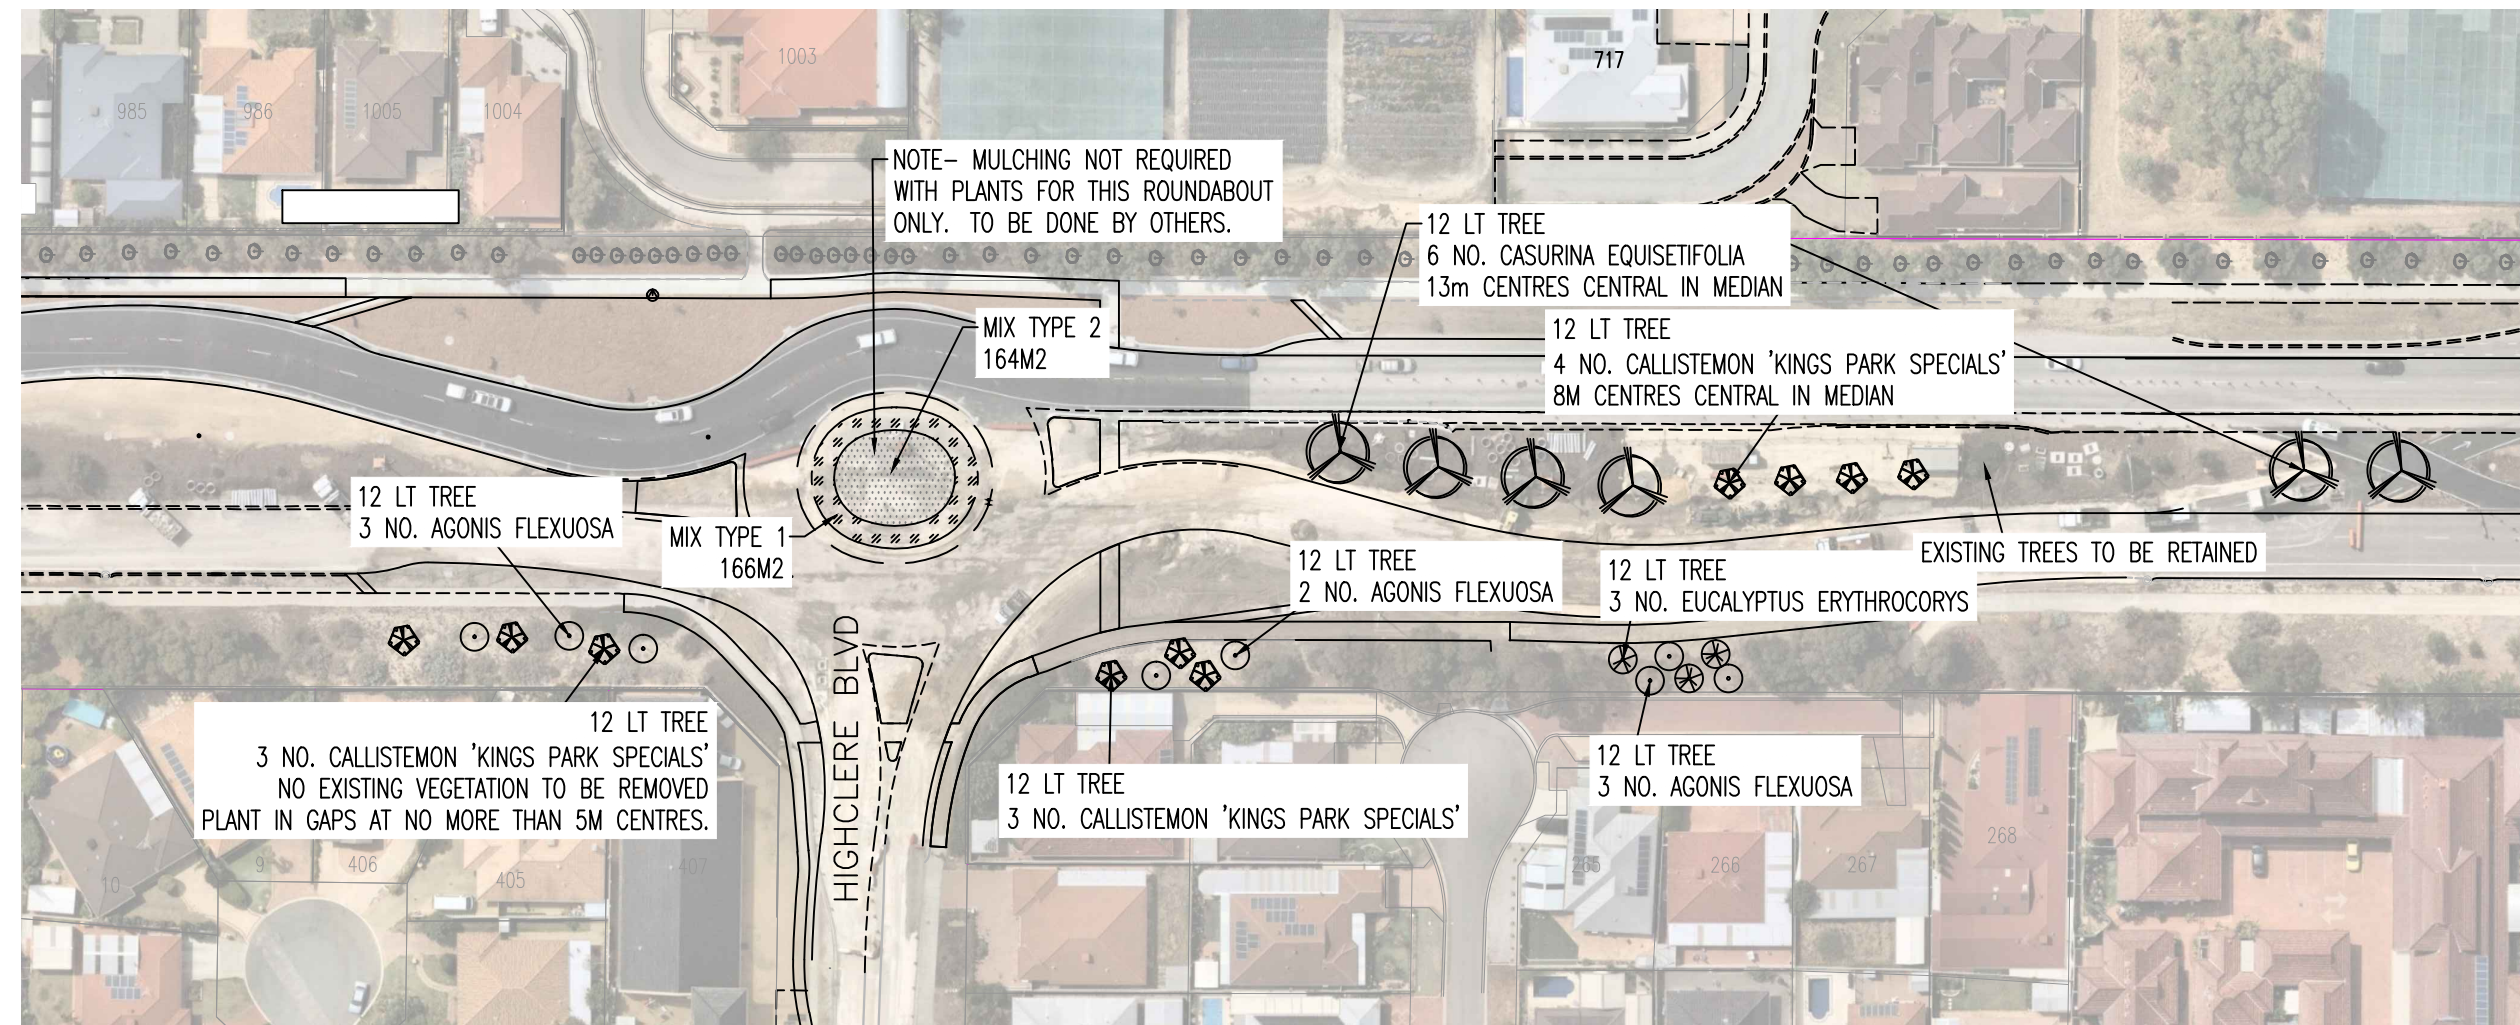 1003
717
985
986
1005
1004
NOTE- MULCHING NOT REQUIRED
WITH PLANTS FOR THIS ROUNDABOUT
ONLY. TO BE DONE BY OTHERS.
12 LT TREE
6 NO. CASURINA EQUISETIFOLIA
13m CENTRES CENTRAL IN MEDIAN
MIX TYPE 2
164M2
12 LT TREE
4 NO. CALLISTEMON 'KINGS PARK SPECIALS'
8M CENTRES CENTRAL IN MEDIAN
12 LT TREE
3 NO. AGONIS FLEXUOSA
MIX TYPE 1
166M2
12 LT TREE
2 NO. AGONIS FLEXUOSA
12 LT TREE
3 NO. EUCALYPTUS ERYTHROCORYS
EXISTING TREES TO BE RETAINED
HIGHCLERE BLVD
12 LT TREE
3 NO. CALLISTEMON 'KINGS PARK SPECIALS'
NO EXISTING VEGETATION TO BE REMOVED
PLANT IN GAPS AT NO MORE THAN 5M CENTRES.
12 LT TREE
3 NO. CALLISTEMON 'KINGS PARK SPECIALS'
12 LT TREE
3 NO. AGONIS FLEXUOSA
10
9
406
405
407
265
266
267
268